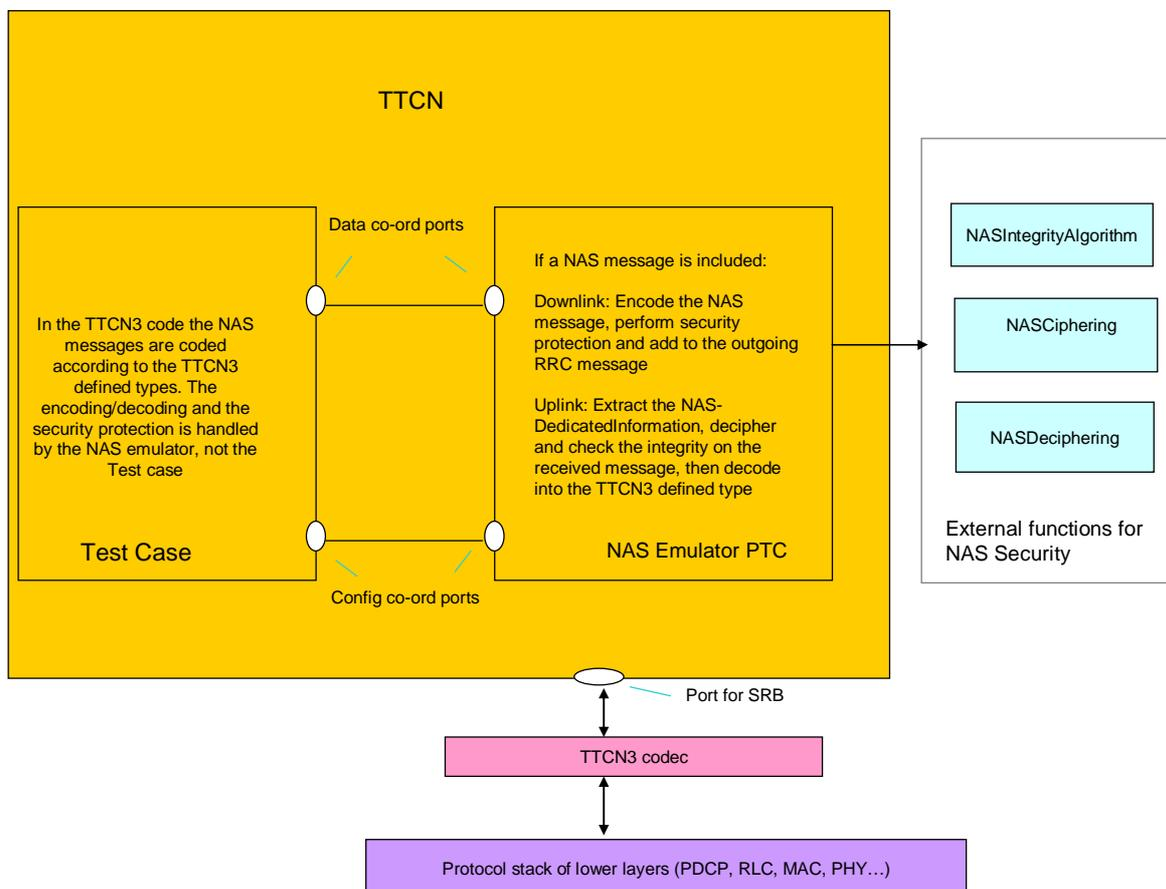 TTCN
Data co-ord ports
In the TTCN3 code the NAS
messages are coded
according to the TTCN3
defined types. The
encoding/decoding and the
security protection is handled
by the NAS emulator, not the
Test case
Test Case
If a NAS message is included:
Downlink: Encode the NAS
message, perform security
protection and add to the outgoing
RRC message
Uplink: Extract the NAS-
DedicatedInformation, decipher
and check the integrity on the
received message, then decode
into the TTCN3 defined type
NAS Emulator PTC
Config co-ord ports
NASIntegrityAlgorithm
NASCiphering
NASDeciphering
External functions for
NAS Security
Port for SRB
TTCN3 codec
Protocol stack of lower layers (PDCP, RLC, MAC, PHY…)